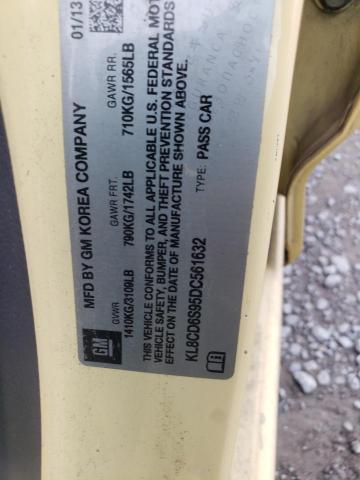 MFD BY GM KOREA COMPANY 01/13
GVWR GAWR FRT. GAWR RR.
1410KG/3109LB 790KG/1742LB 710KG/1565LB
THIS VEHICLE CONFORMS TO ALL APPLICABLE U.S. FEDERAL MOTOR
VEHICLE SAFETY, BUMPER, AND THEFT PREVENTION STANDARDS
EFFECT ON THE DATE OF MANUFACTURE SHOWN ABOVE.
KL8CD6S95DC561632 TYPE: PASS CAR
GM